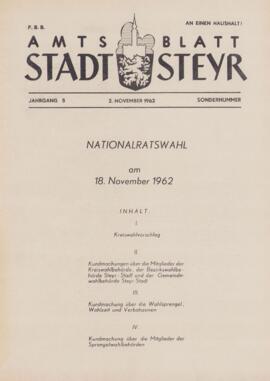 P. B. B.
AN EINEN HAUSHALT!
AMTS BLATT
STADT STEYR
JAHRGANG 5
2. NOVEMBER 1962
SONDERNUMMER
NATIONALRATSWAHL
am
18. November 1962
INHALT
I.
Kreiswahlvorschlag
II.
Kundmachungen über die Mitglieder der
Kreiswahlbehörde, der Bezirkswahlbe-
hörde Steyr-Stadt und der Gemeinde-
wahlbehörde Steyr-Stadt
III.
Kundmachung über die Wahlsprengel,
Wahlzeit und Verbotszonen
IV.
Kundmachung über die Mitglieder der
Sprengelwahlbehörden